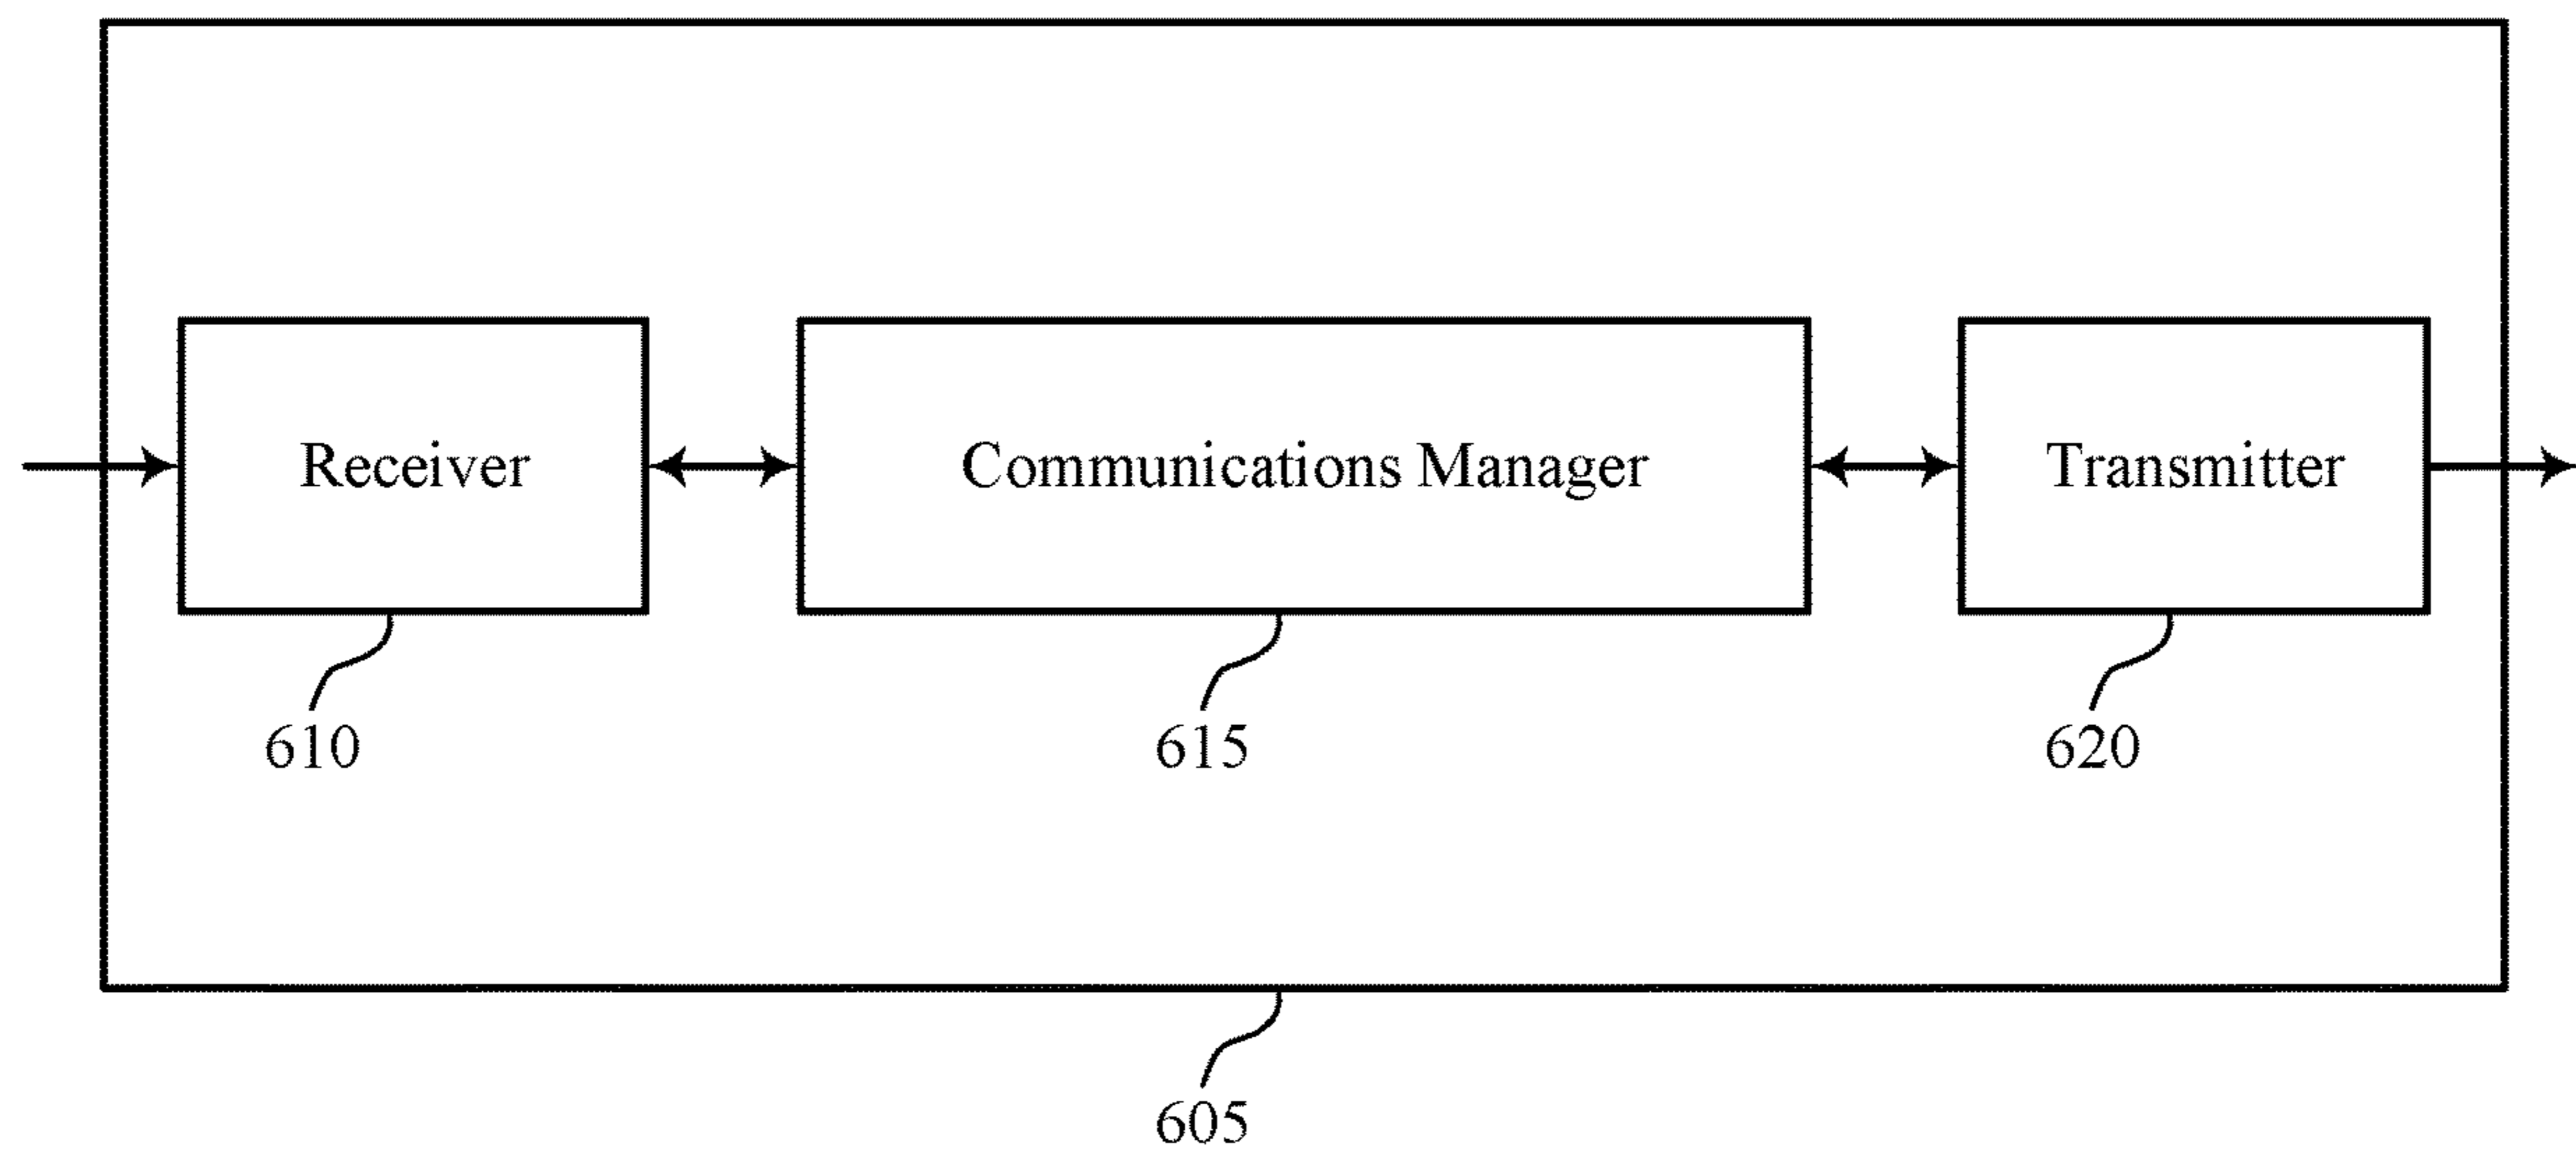 Receiver
Communications Manager
Transmitter
610
615
620
605